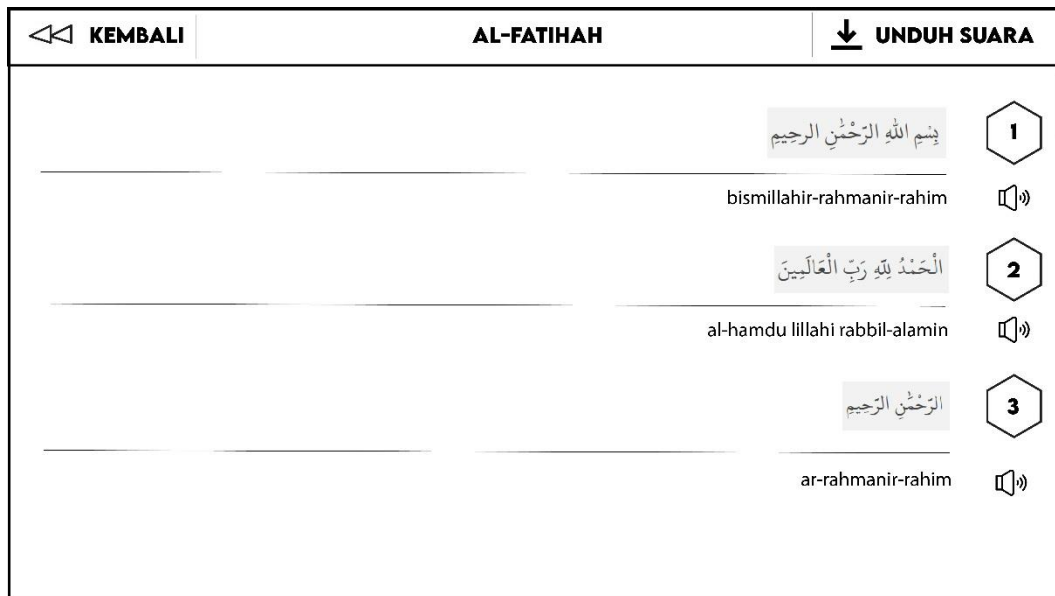 KEMBALI
AL-FATIHAH
UNDUH SUARA
بِسْمِ اللهِ الرَّحْمَٰنِ الرحِيمِ
1
bismillahir-rahmanir-rahim
الْحَمْدُ لِلَّهِ رَبِّ الْعَالَمِينَ
2
al-hamdu lillahi rabbil-alamin
الرَّحْمَٰنِ الرَّحِيمِ
3
ar-rahmanir-rahim